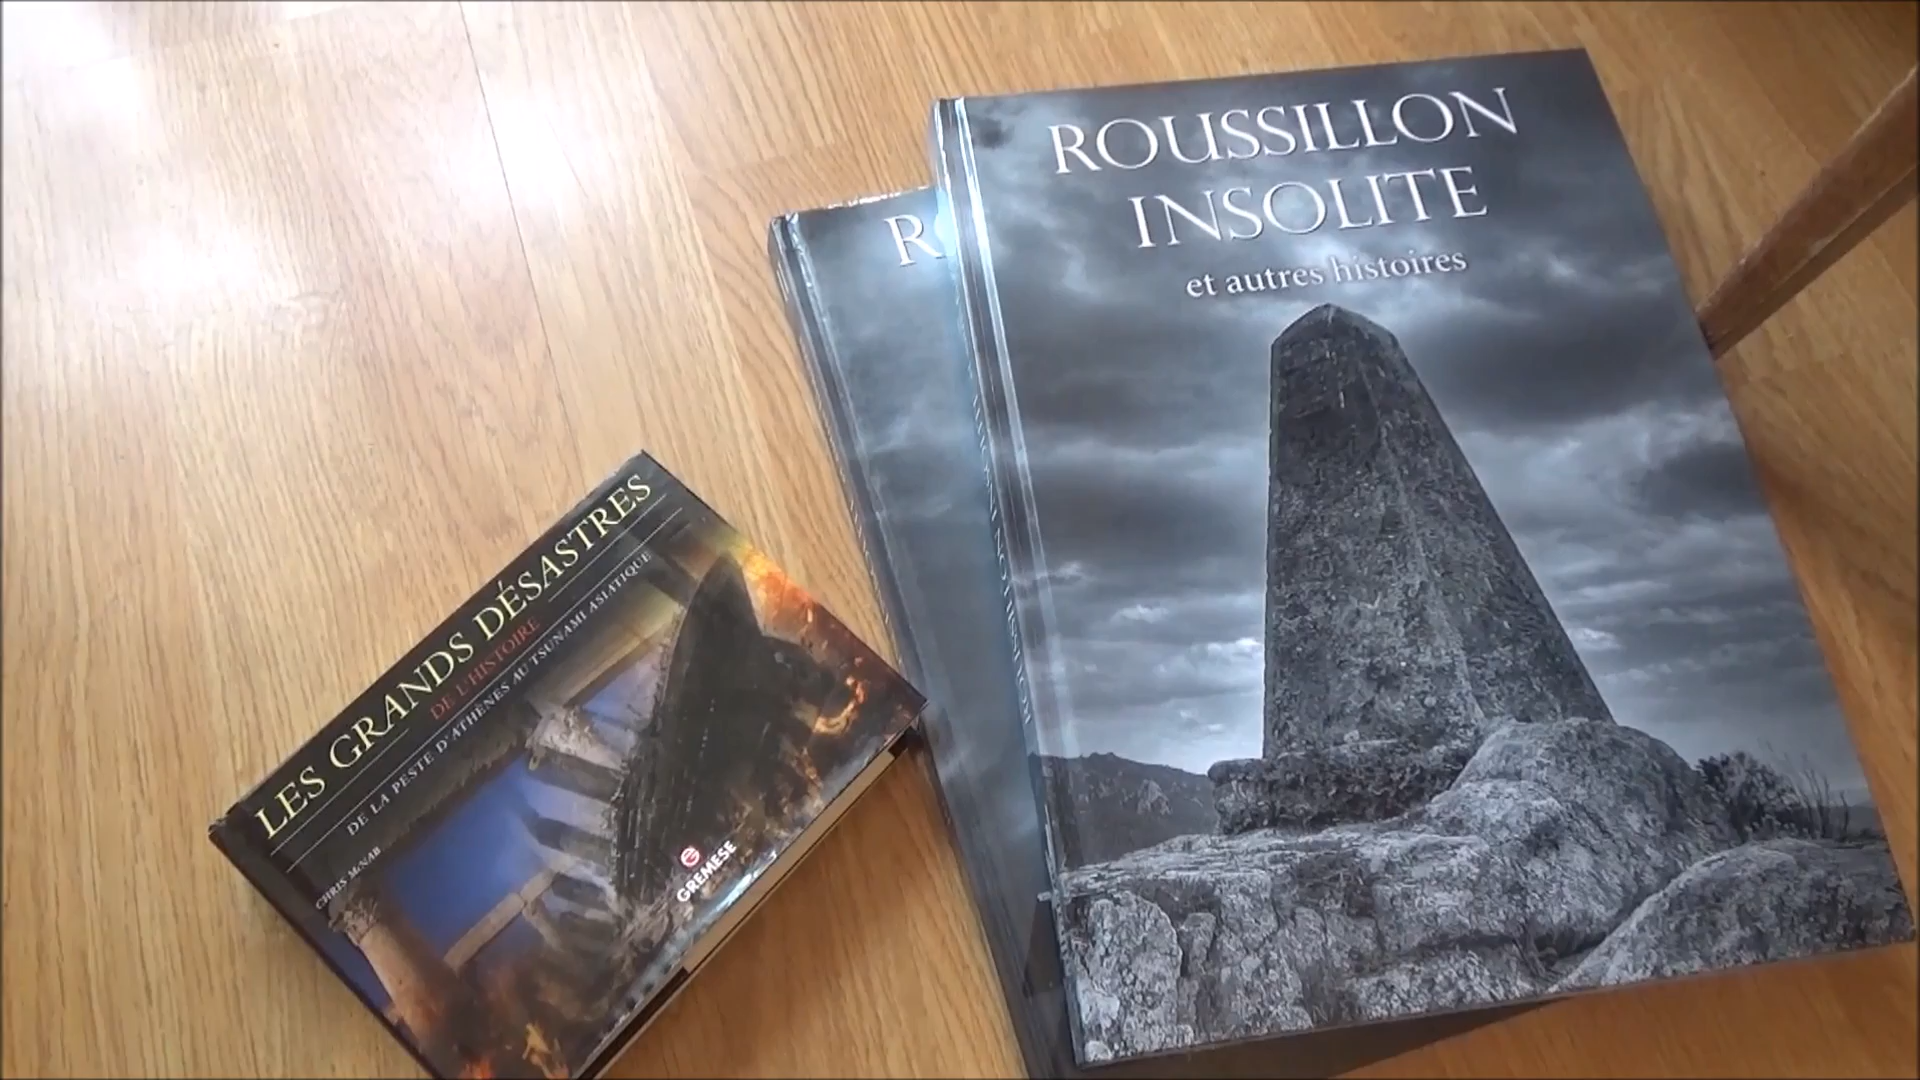 ROUSSILLON
INSOLITE
et autres histoires
LES GRANDS DÉSASTRES
DE L'HISTOIRE
DE LA PESTE D'ATHÈNES AU TSUNAMI ASIATIQUE
CHRIS McNAB
GREMESE